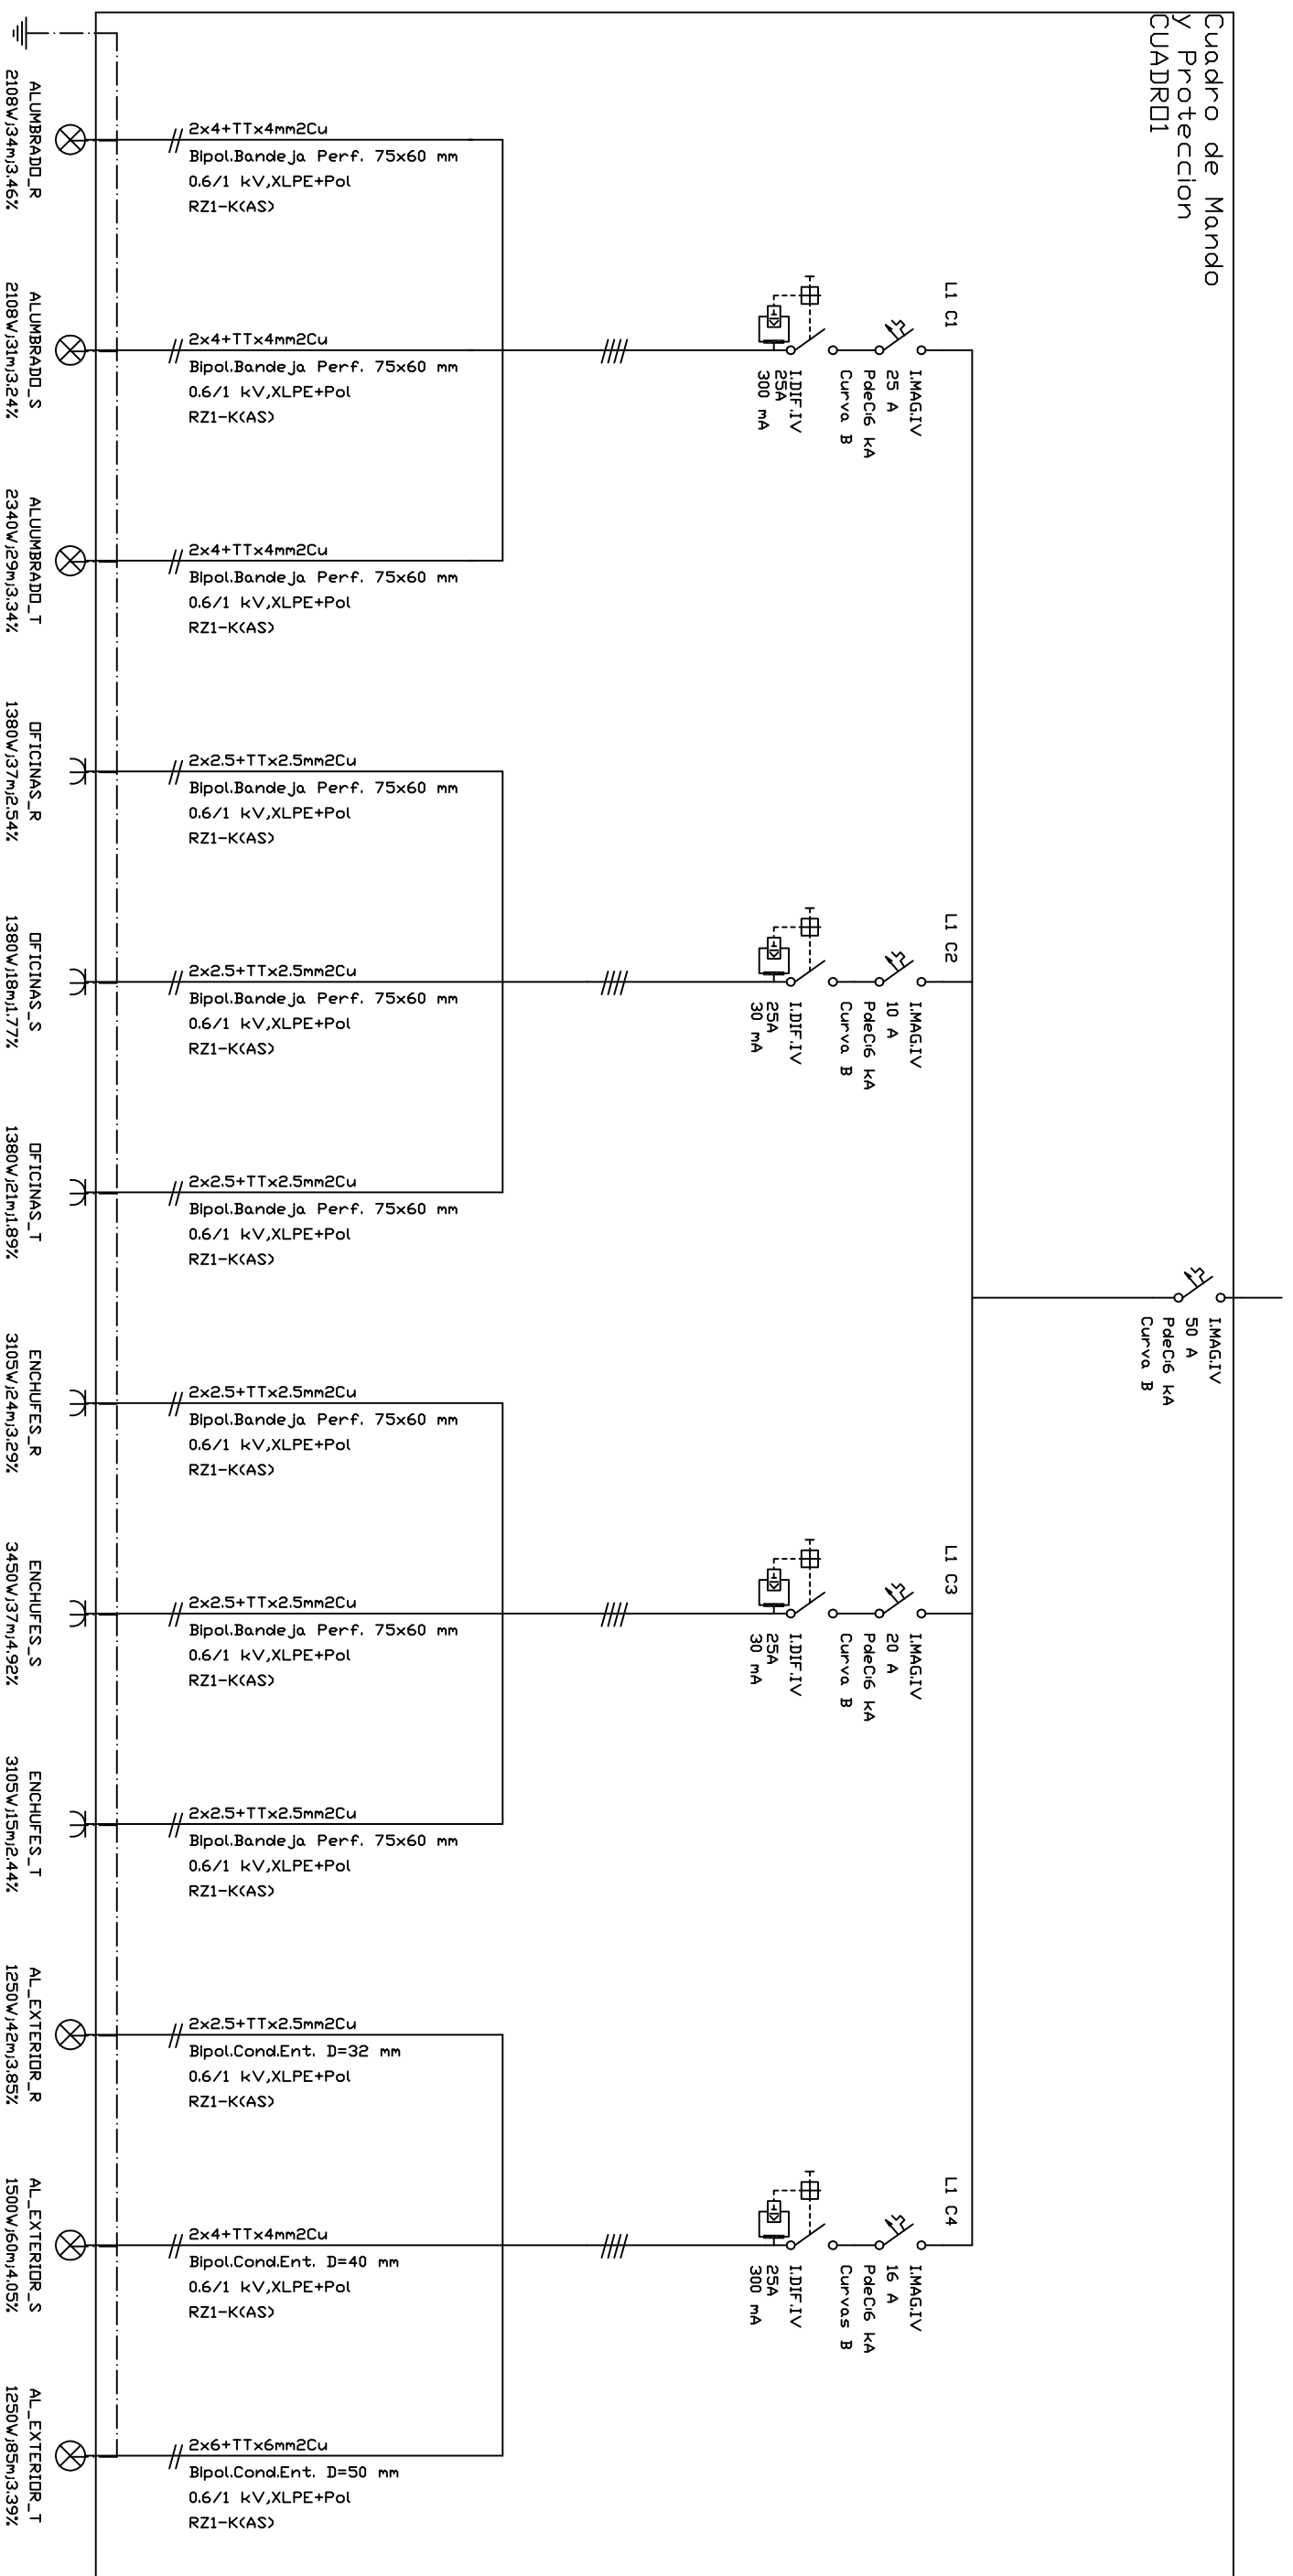 Cuadro de Mando
y Proteccion
CUADRO1
I.MAG.IV
50 A
PdeC:6 kA
Curva B
L1 C1
I.MAG.IV
25 A
PdeC:6 kA
Curva B
I.DIF.IV
25A
300 mA
L1 C2
I.MAG.IV
10 A
PdeC:6 kA
Curva B
I.DIF.IV
25A
30 mA
L1 C3
I.MAG.IV
20 A
PdeC:6 kA
Curva B
I.DIF.IV
25A
30 mA
L1 C4
I.MAG.IV
16 A
PdeC:6 kA
Curvas B
I.DIF.IV
25A
300 mA
2x4+TTx4mm2Cu
Bipol.Bandeja Perf. 75x60 mm
0.6/1 kV,XLPE+Pol
RZ1-K(AS)
ALUMBRADO_R
2108W;34m;3.46%
2x4+TTx4mm2Cu
Bipol.Bandeja Perf. 75x60 mm
0.6/1 kV,XLPE+Pol
RZ1-K(AS)
ALUMBRADO_S
2108W;31m;3.24%
2x4+TTx4mm2Cu
Bipol.Bandeja Perf. 75x60 mm
0.6/1 kV,XLPE+Pol
RZ1-K(AS)
ALUUMBRADO_T
2340W;29m;3.34%
2x2.5+TTx2.5mm2Cu
Bipol.Bandeja Perf. 75x60 mm
0.6/1 kV,XLPE+Pol
RZ1-K(AS)
OFICINAS_R
1380W;37m;2.54%
2x2.5+TTx2.5mm2Cu
Bipol.Bandeja Perf. 75x60 mm
0.6/1 kV,XLPE+Pol
RZ1-K(AS)
OFICINAS_S
1380W;18m;1.77%
2x2.5+TTx2.5mm2Cu
Bipol.Bandeja Perf. 75x60 mm
0.6/1 kV,XLPE+Pol
RZ1-K(AS)
OFICINAS_T
1380W;21m;1.89%
2x2.5+TTx2.5mm2Cu
Bipol.Bandeja Perf. 75x60 mm
0.6/1 kV,XLPE+Pol
RZ1-K(AS)
ENCHUFES_R
3105W;24m;3.29%
2x2.5+TTx2.5mm2Cu
Bipol.Bandeja Perf. 75x60 mm
0.6/1 kV,XLPE+Pol
RZ1-K(AS)
ENCHUFES_S
3450W;37m;4.92%
2x2.5+TTx2.5mm2Cu
Bipol.Bandeja Perf. 75x60 mm
0.6/1 kV,XLPE+Pol
RZ1-K(AS)
ENCHUFES_T
3105W;15m;2.44%
2x2.5+TTx2.5mm2Cu
Bipol.Cond.Ent. D=32 mm
0.6/1 kV,XLPE+Pol
RZ1-K(AS)
AL_EXTERIOR_R
1250W;42m;3.85%
2x4+TTx4mm2Cu
Bipol.Cond.Ent. D=40 mm
0.6/1 kV,XLPE+Pol
RZ1-K(AS)
AL_EXTERIOR_S
1500W;60m;4.05%
2x6+TTx6mm2Cu
Bipol.Cond.Ent. D=50 mm
0.6/1 kV,XLPE+Pol
RZ1-K(AS)
AL_EXTERIOR_T
1250W;85m;3.39%